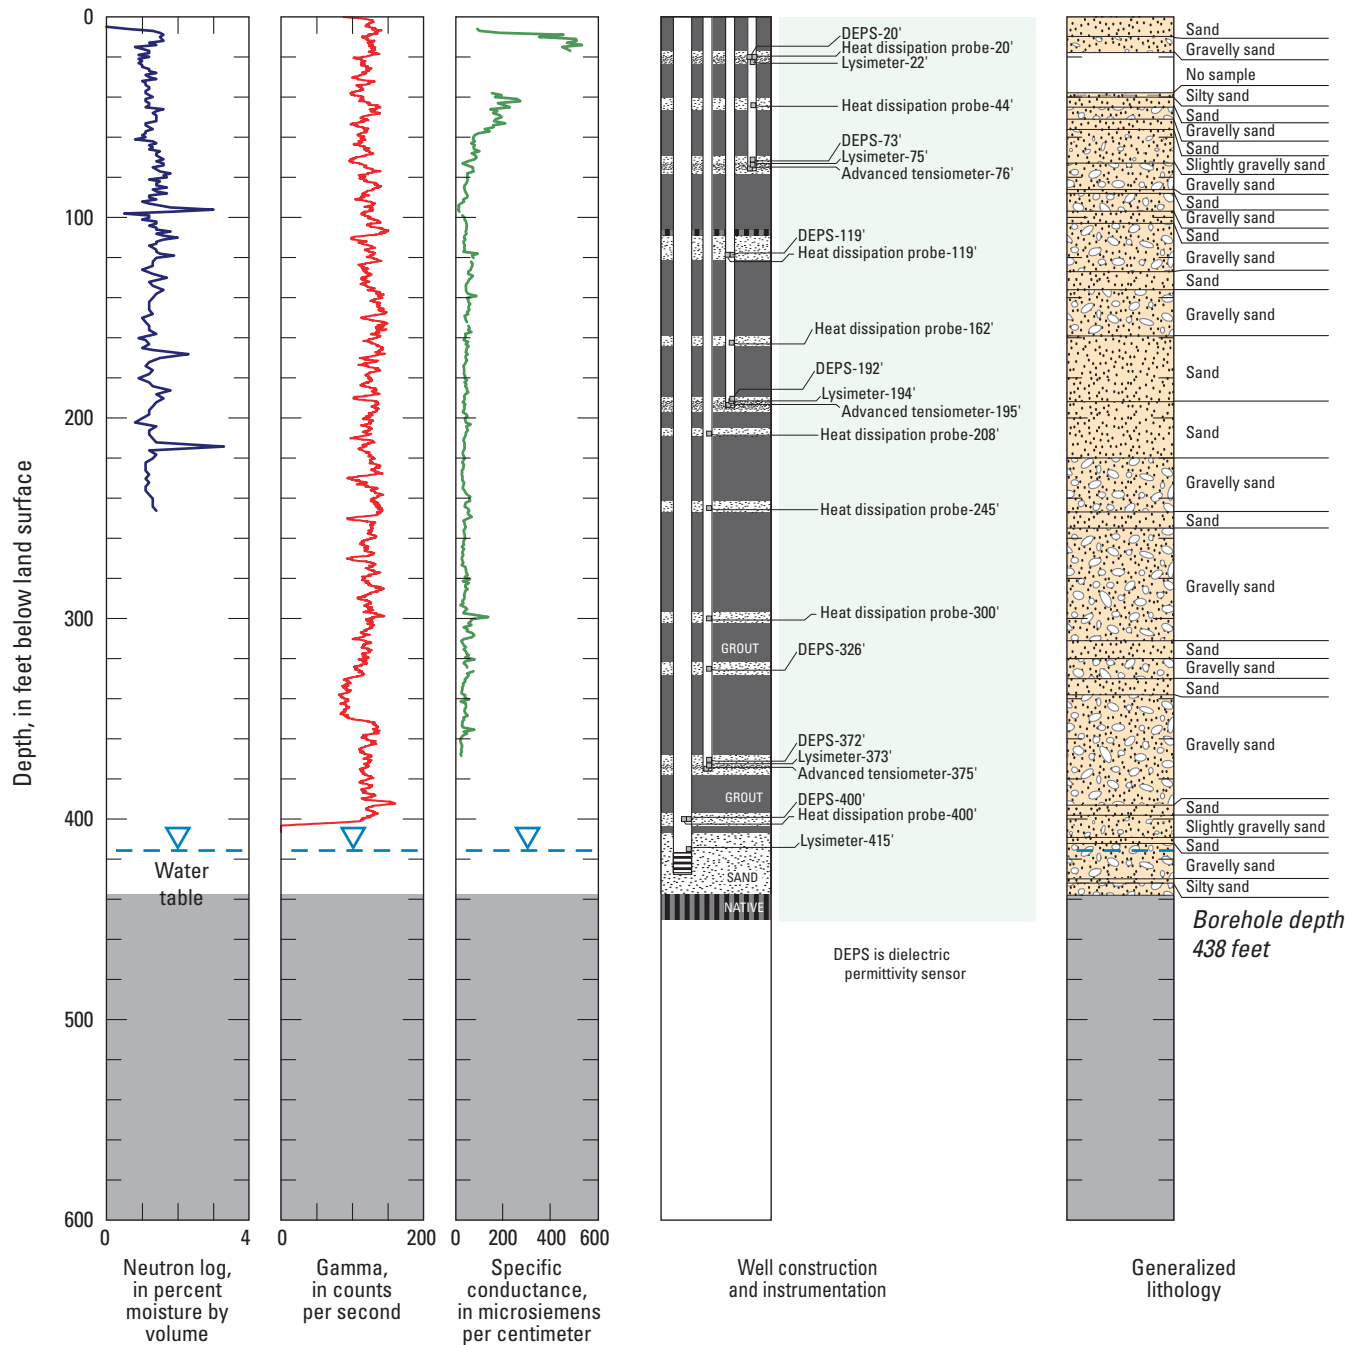 Depth, in feet below land surface
0
100
200
300
400
500
600
Water
table
0
4
Neutron log,
in percent
moisture by
volume
0
200
Gamma,
in counts
per second
0
200
400
600
Specific
conductance,
in microsiemens
per centimeter
DEPS-20'
Heat dissipation probe-20'
Lysimeter-22'
Heat dissipation probe-44'
DEPS-73'
Lysimeter-75'
Advanced tensiometer-76'
DEPS-119'
Heat dissipation probe-119'
Heat dissipation probe-162'
DEPS-192'
Lysimeter-194'
Advanced tensiometer-195'
Heat dissipation probe-208'
Heat dissipation probe-245'
Heat dissipation probe-300'
GROUT
DEPS-326'
DEPS-372'
Lysimeter-373'
Advanced tensiometer-375'
GROUT
DEPS-400'
Heat dissipation probe-400'
Lysimeter-415'
SAND
NATIVE
DEPS is dielectric
permittivity sensor
Well construction
and instrumentation
Sand
Gravelly sand
No sample
Silty sand
Sand
Gravelly sand
Sand
Slightly gravelly sand
Gravelly sand
Sand
Gravelly sand
Sand
Gravelly sand
Sand
Gravelly sand
Sand
Sand
Gravelly sand
Sand
Gravelly sand
Sand
Gravelly sand
Sand
Gravelly sand
Sand
Slightly gravelly sand
Sand
Gravelly sand
Silty sand
Borehole depth
438 feet
Generalized
lithology